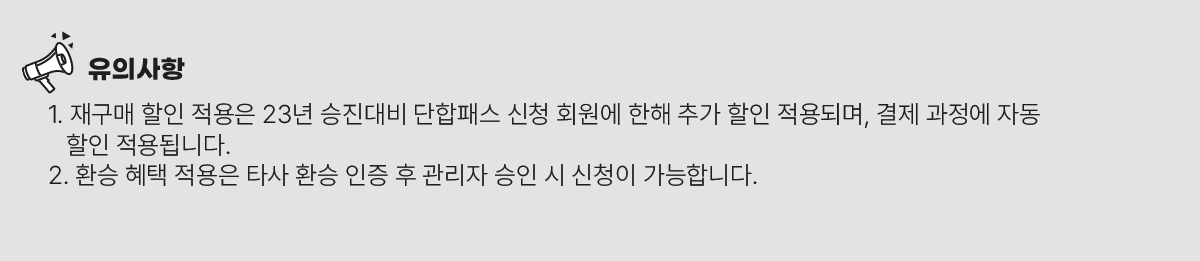 유의사항
1. 재구매 할인 적용은 23년 승진대비 단합패스 신청 회원에 한해 추가 할인 적용되며, 결제 과정에 자동
할인 적용됩니다.
2. 환승 혜택 적용은 타사 환승 인증 후 관리자 승인 시 신청이 가능합니다.